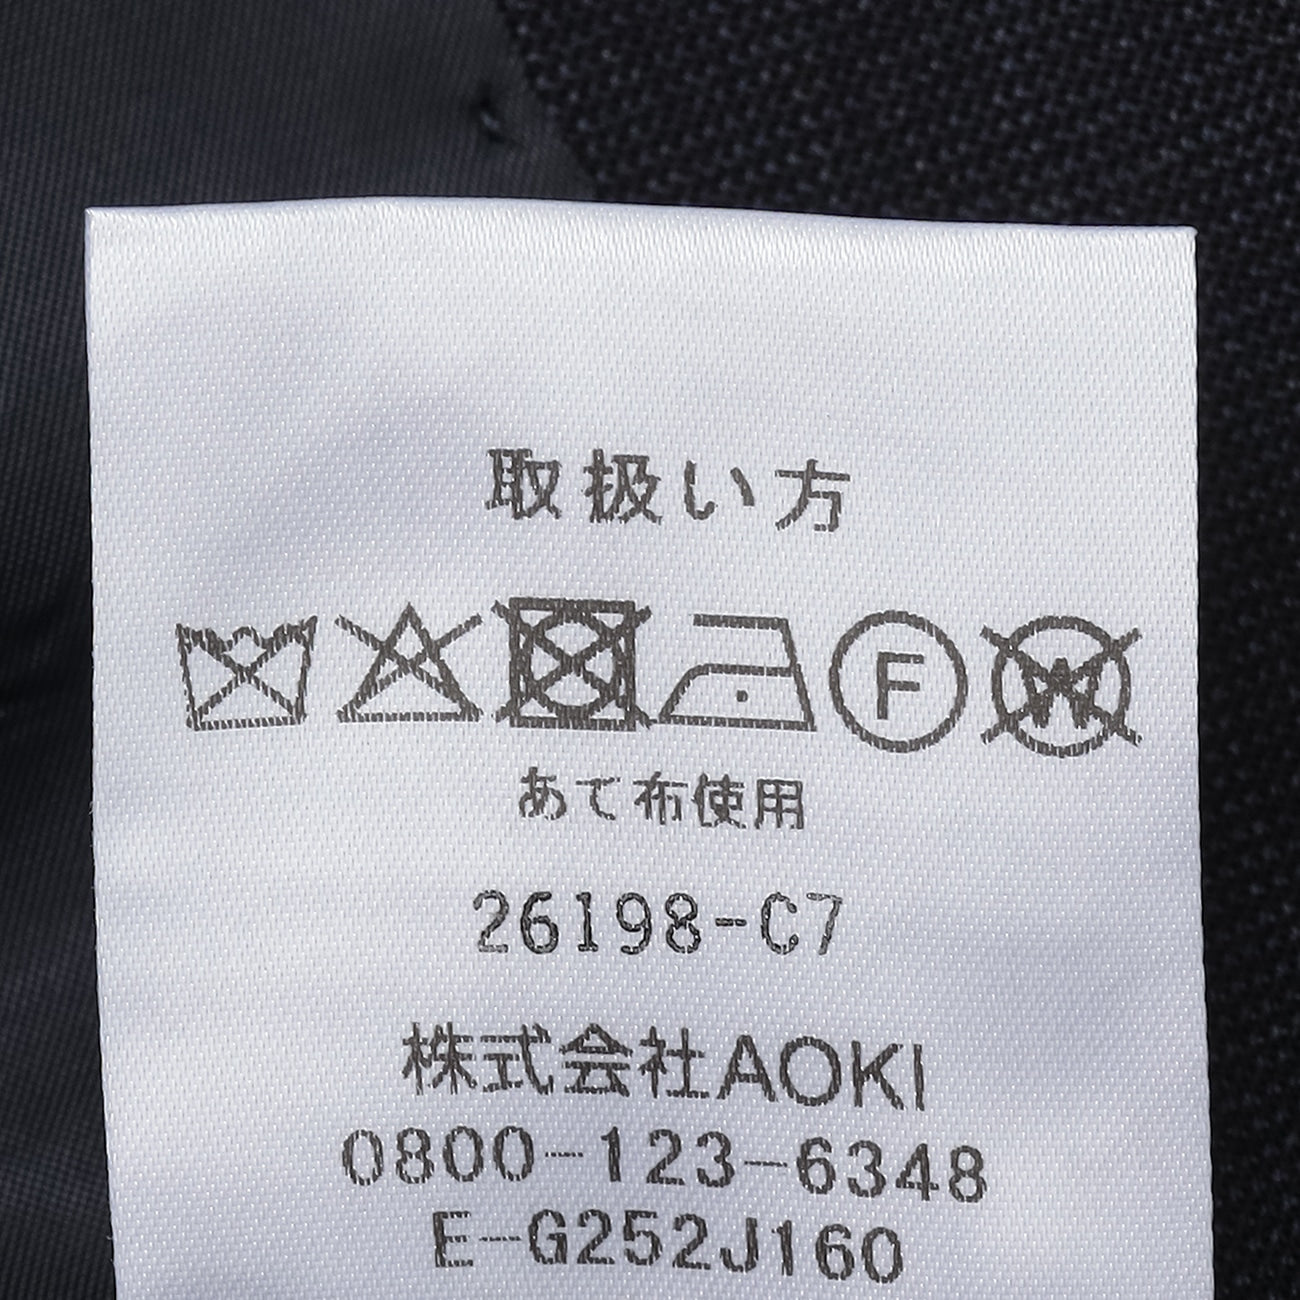 取扱い方
F W
あて布使用
26198-C7
株式会社AOKI
0800-123-6348
E-G252J160